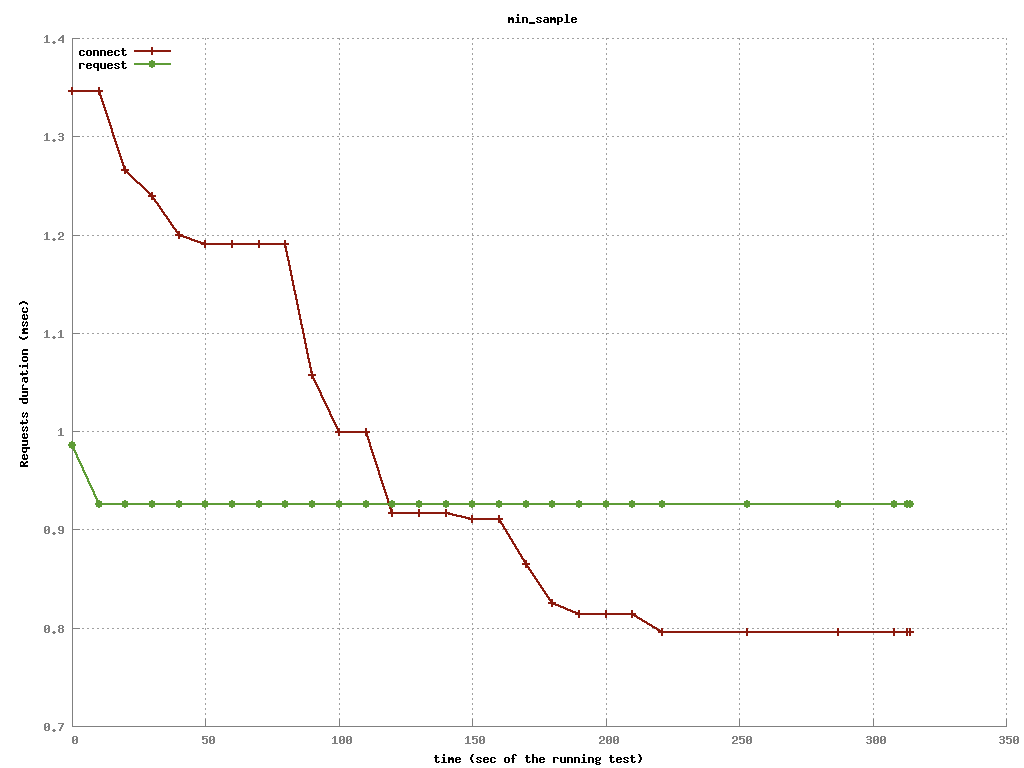 min_sample
connect
request
1.4
1.3
1.2
1.1
1
0.9
0.8
0.7
Requests duration (msec)
0 50 100 150 200 250 300 350
time (sec of the running test)